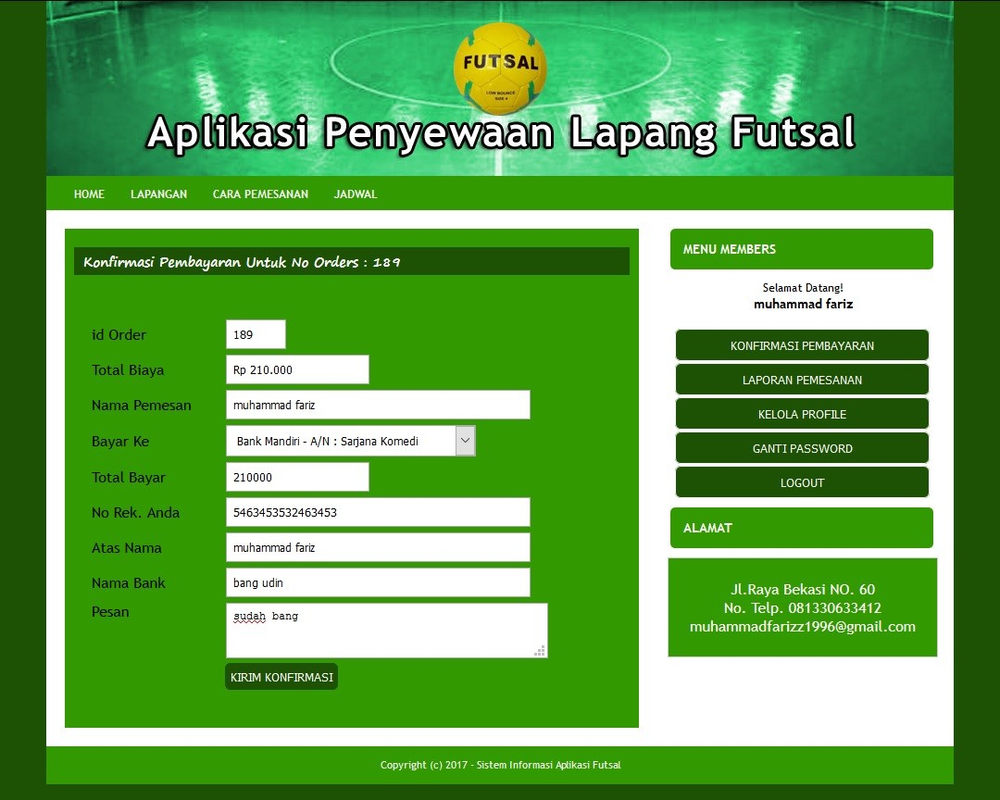 FUTSAL
LOW BOUNCE
SIZE 4
Aplikasi Penyewaan Lapang Futsal
HOME LAPANGAN CARA PEMESANAN JADWAL
Konfirmasi Pembayaran Untuk No Orders : 189
id Order 189
Total Biaya Rp 210.000
Nama Pemesan muhammad fariz
Bayar Ke Bank Mandiri - A/N : Sarjana Komedi
Total Bayar 210000
No Rek. Anda 5463453532463453
Atas Nama muhammad fariz
Nama Bank bang udin
Pesan sudah bang
KIRIM KONFIRMASI
MENU MEMBERS
Selamat Datang!
muhammad fariz
KONFIRMASI PEMBAYARAN
LAPORAN PEMESANAN
KELOLA PROFILE
GANTI PASSWORD
LOGOUT
ALAMAT
Jl.Raya Bekasi NO. 60
No. Telp. 081330633412
muhammadfarizz1996@gmail.com
Copyright (c) 2017 - Sistem Informasi Aplikasi Futsal